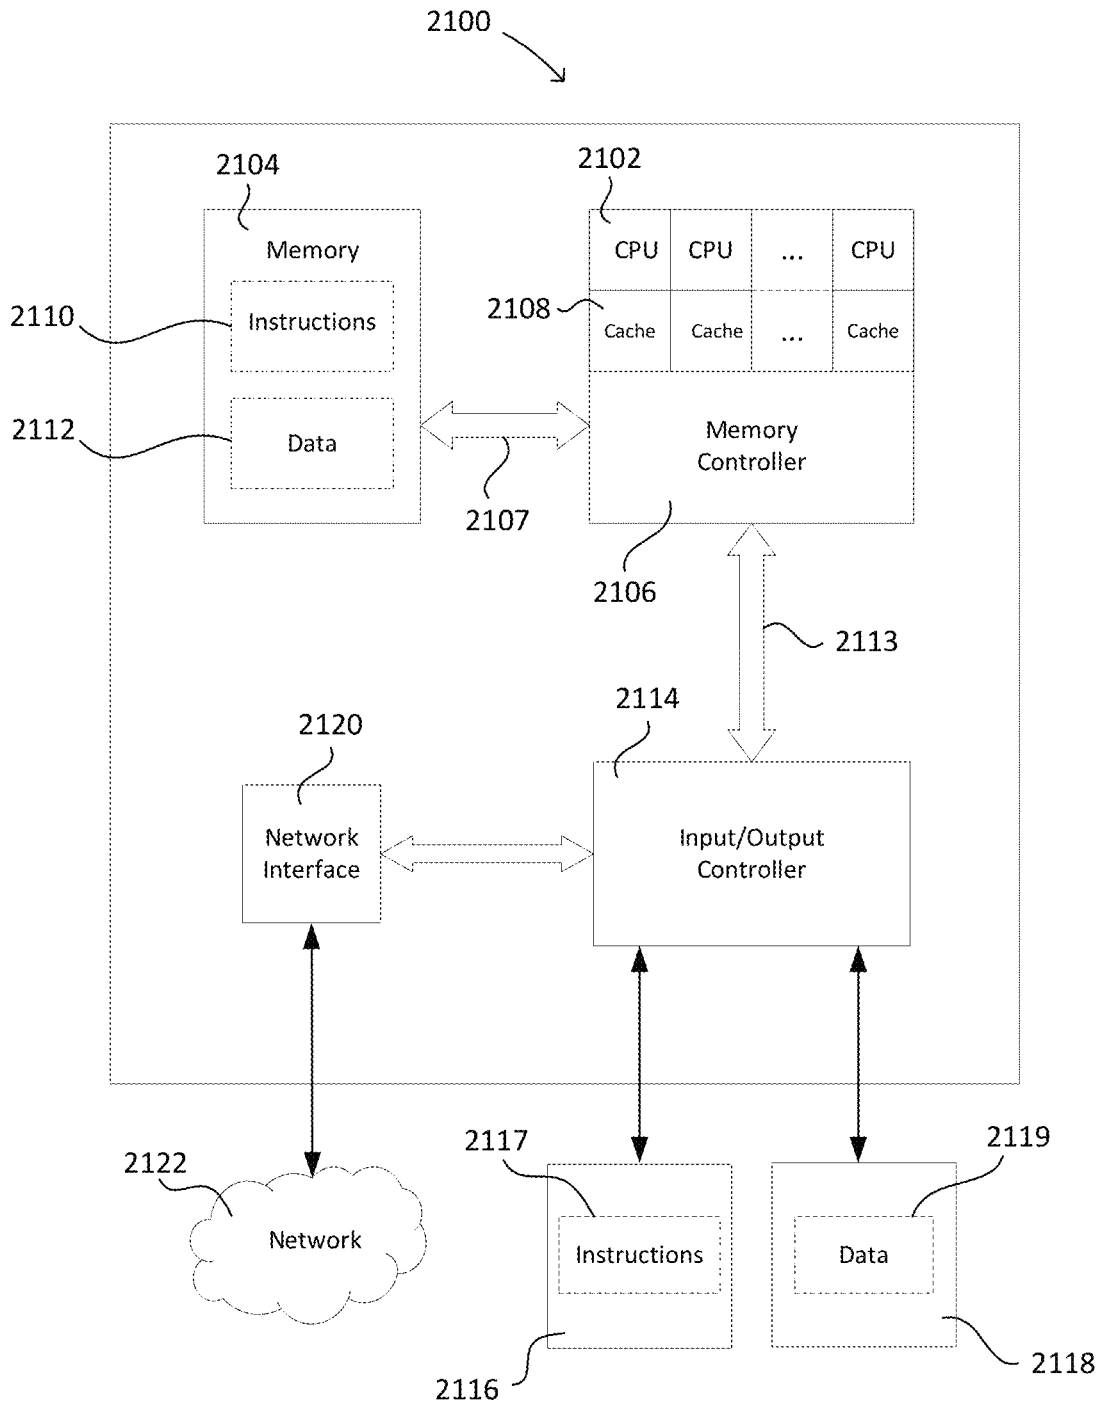 2100
2104
2102
Memory
CPU
CPU
...
CPU
2110
Instructions
2108
Cache
Cache
...
Cache
2112
Data
Memory
Controller
2107
2106
2113
2114
2120
Network
Interface
Input/Output
Controller
2122
Network
2117
2119
Instructions
Data
2116
2118